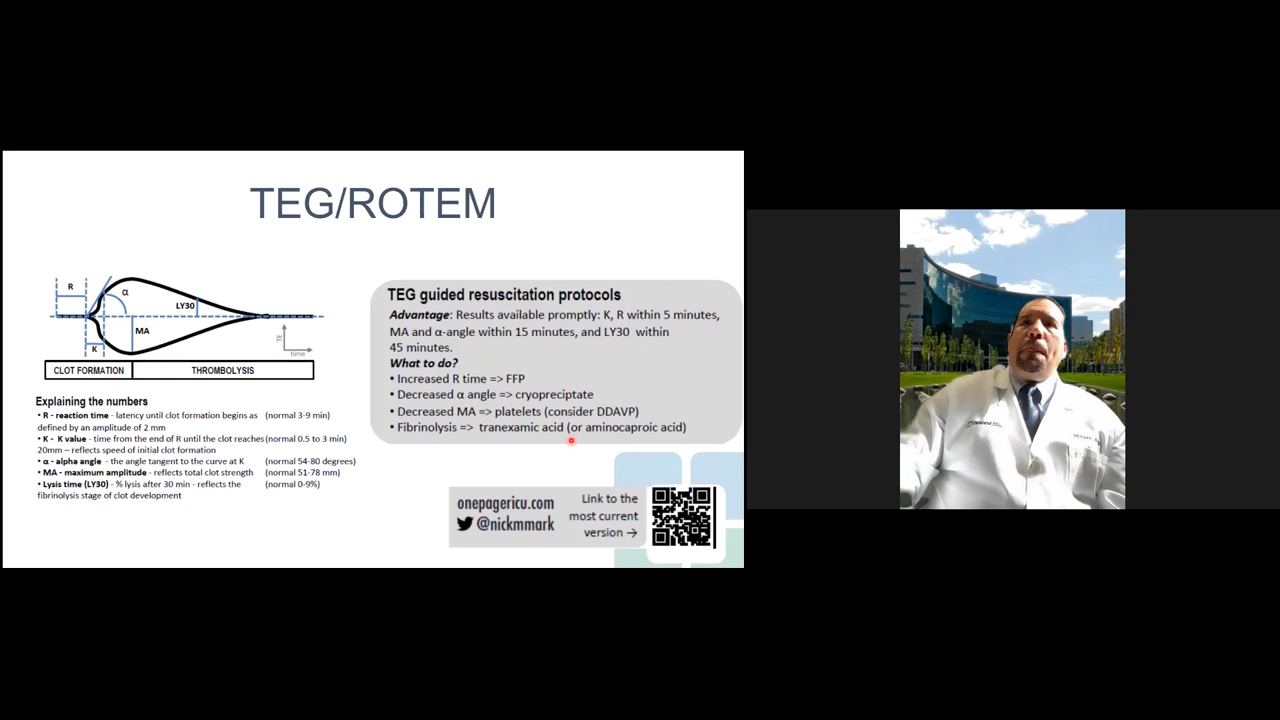 TEG/ROTEM
R
α
LY30
MA
K
TE
time
CLOT FORMATION
THROMBOLYSIS
Explaining the numbers
• R - reaction time - latency until clot formation begins as (normal 3-9 min)
defined by an amplitude of 2 mm
• K - K value - time from the end of R until the clot reaches (normal 0.5 to 3 min)
20mm – reflects speed of initial clot formation
• α - alpha angle - the angle tangent to the curve at K (normal 54-80 degrees)
• MA - maximum amplitude - reflects total clot strength (normal 51-78 mm)
• Lysis time (LY30) - % lysis after 30 min - reflects the (normal 0-9%)
fibrinolysis stage of clot development
TEG guided resuscitation protocols
Advantage: Results available promptly: K, R within 5 minutes,
MA and α-angle within 15 minutes, and LY30 within
45 minutes.
What to do?
• Increased R time => FFP
• Decreased α angle => cryopreciptate
• Decreased MA => platelets (consider DDAVP)
• Fibrinolysis => tranexamic acid (or aminocaproic acid)
onepagericu.com
@nickmmark
Link to the
most current
version →
Cleveland Clinic